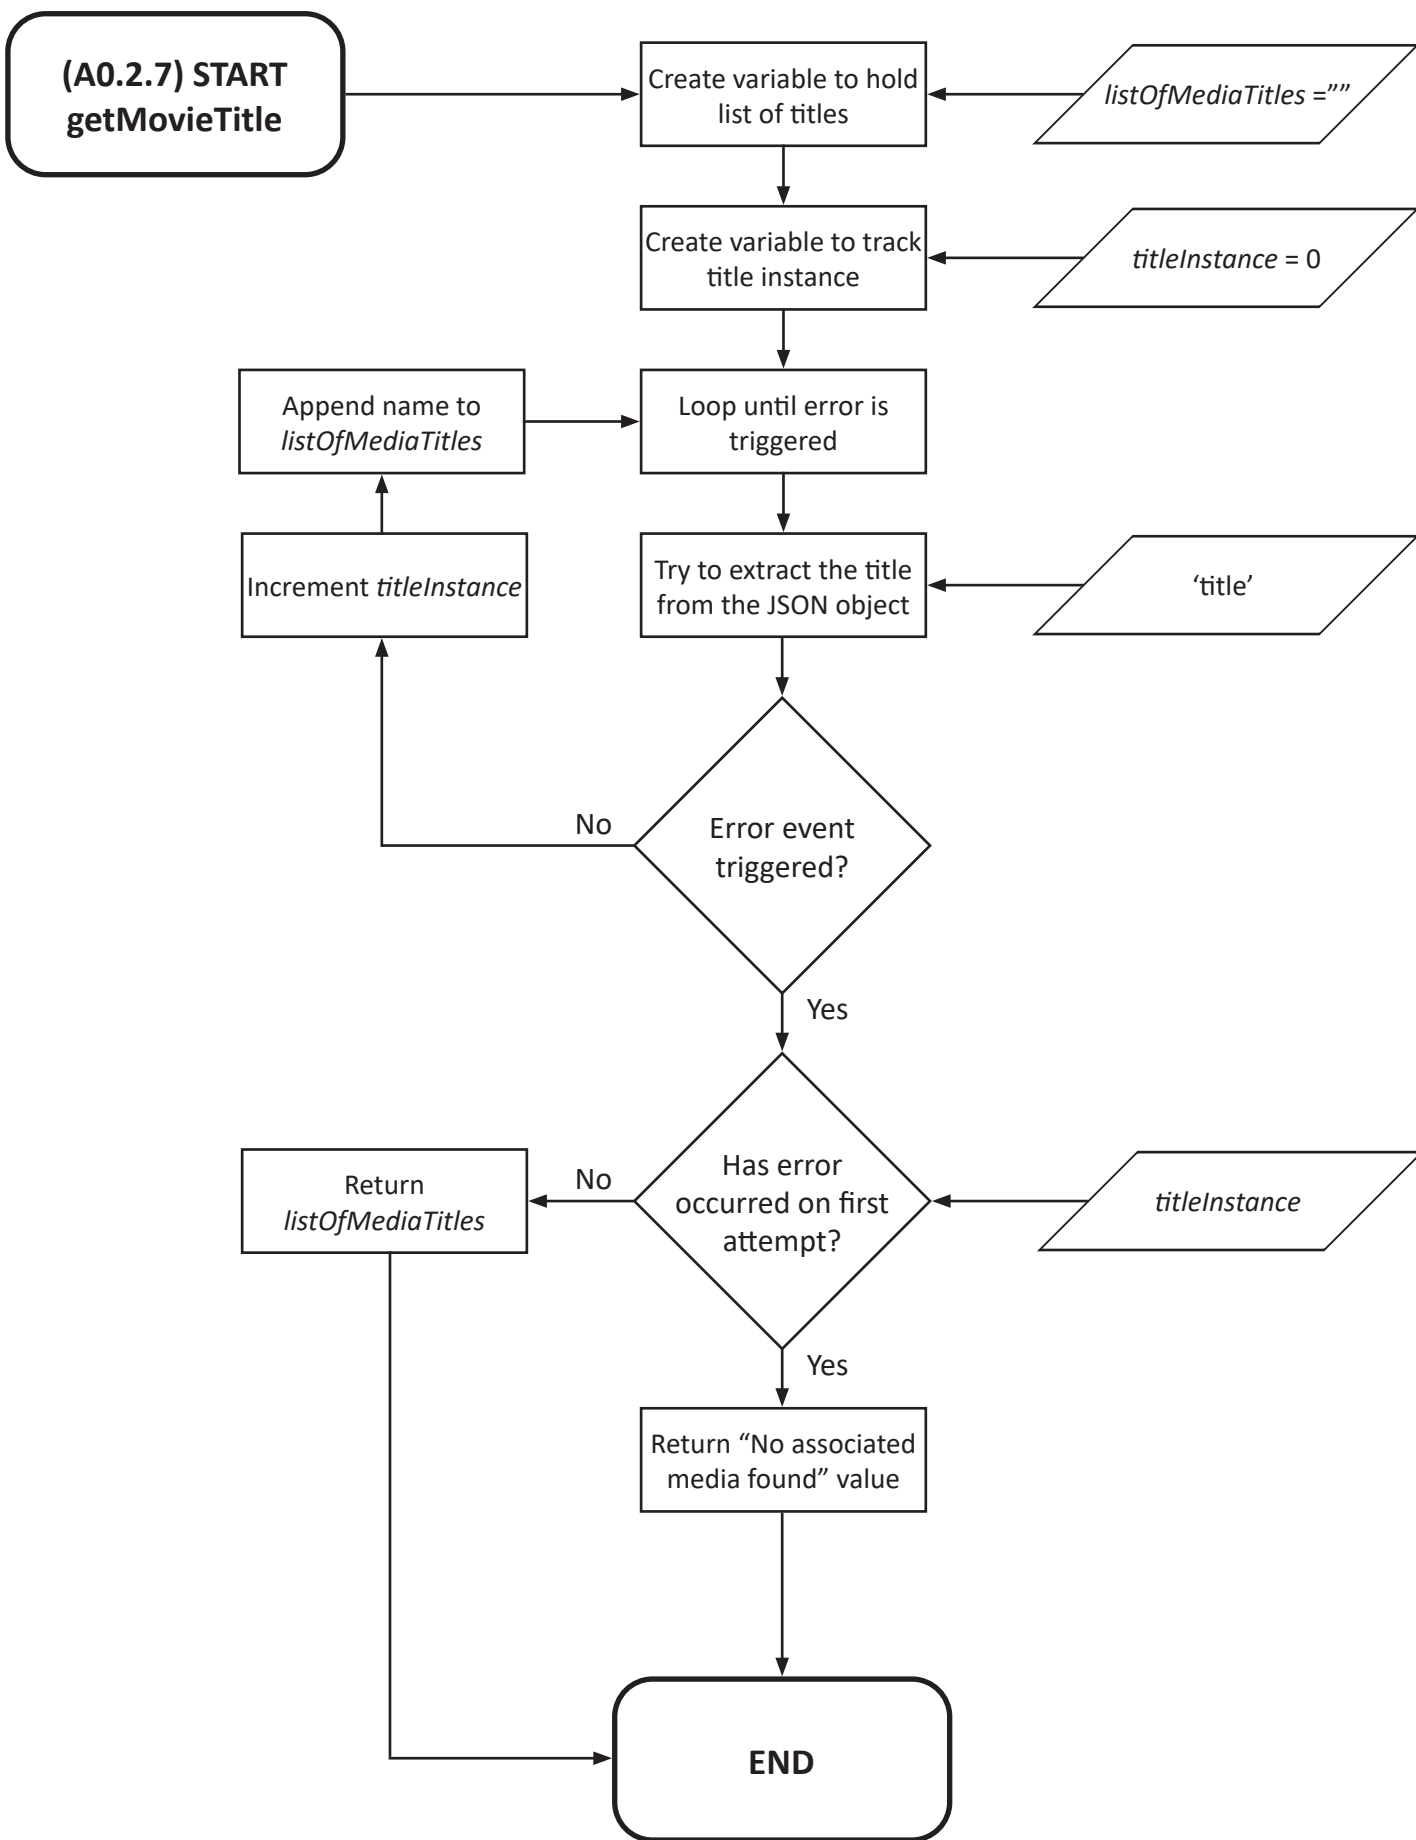 (A0.2.7) START
getMovieTitle
Create variable to hold
list of titles
listOfMediaTitles =””
Create variable to track
title instance
titleInstance = 0
Append name to
listOfMediaTitles
Loop until error is
triggered
Increment titleInstance
Try to extract the title
from the JSON object
‘title’
No
Error event
triggered?
Yes
Return
listOfMediaTitles
No
Has error
occurred on first
attempt?
titleInstance
Yes
Return “No associated
media found” value
END